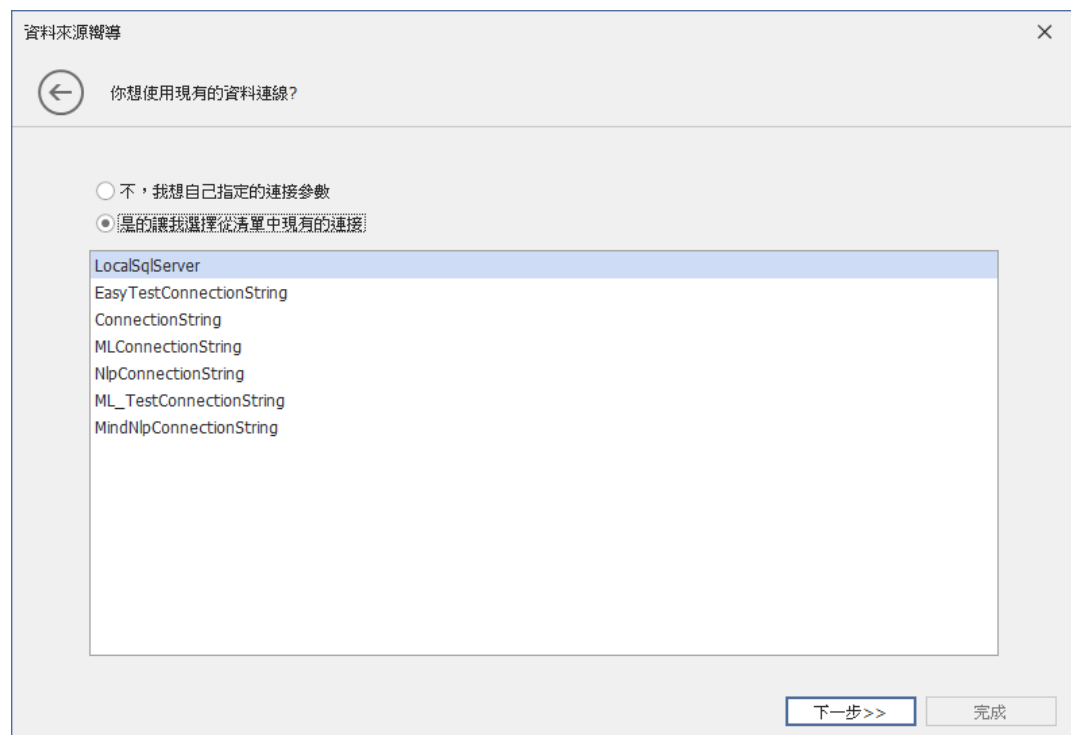 資料來源嚮導
你想使用現有的資料連線?
不，我想自己指定的連接參數
是的讓我選擇從清單中現有的連接
LocalSqlServer
EasyTestConnectionString
ConnectionString
MLConnectionString
NlpConnectionString
ML_TestConnectionString
MindNlpConnectionString
下一步>>
完成